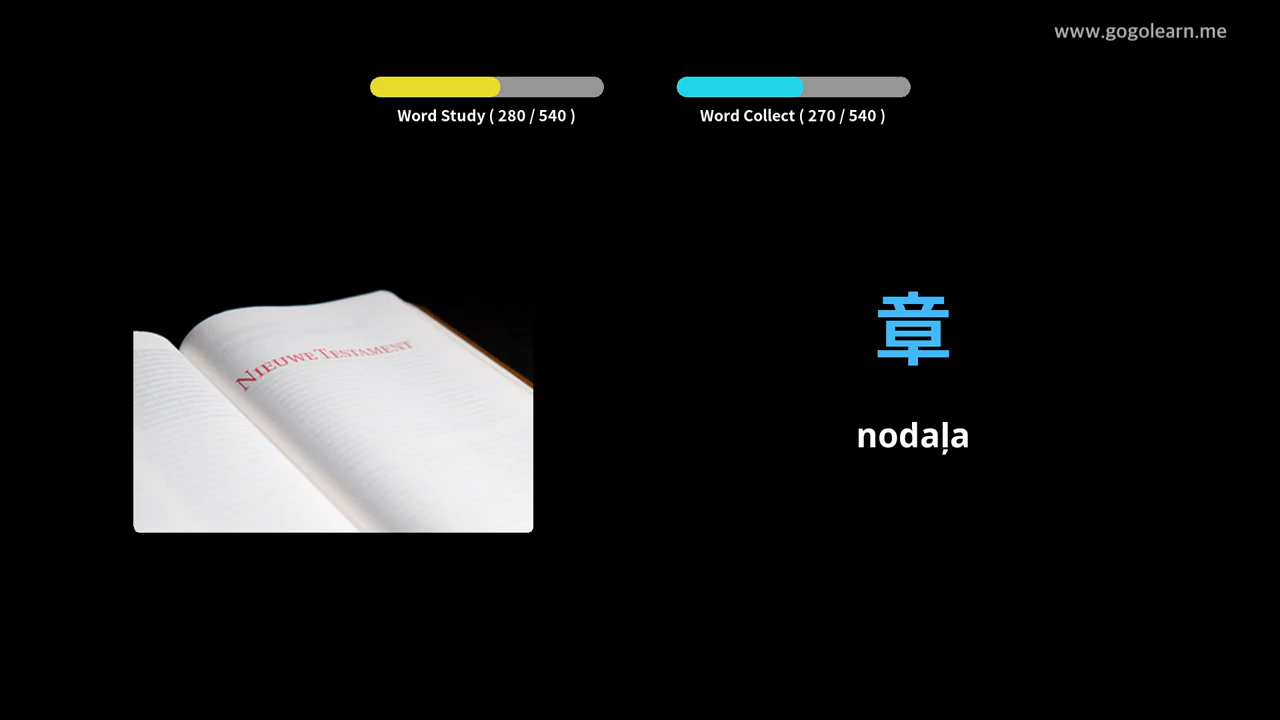 www.gogolearn.me
Word Study ( 280 / 540 )
Word Collect ( 270 / 540 )
NIEUWE TESTAMENT
章
nodaļa